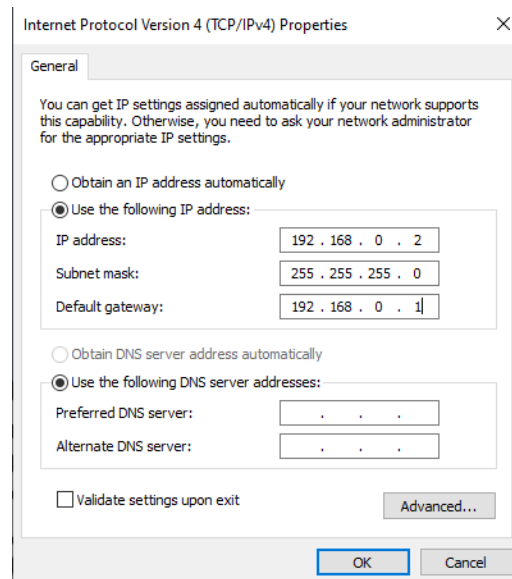 Internet Protocol Version 4 (TCP/IPv4) Properties
General
You can get IP settings assigned automatically if your network supports
this capability. Otherwise, you need to ask your network administrator
for the appropriate IP settings.
Obtain an IP address automatically
Use the following IP address:
IP address: 192 . 168 . 0 . 2
Subnet mask: 255 . 255 . 255 . 0
Default gateway: 192 . 168 . 0 . 1
Obtain DNS server address automatically
Use the following DNS server addresses:
Preferred DNS server: . . .
Alternate DNS server: . . .
Validate settings upon exit
Advanced...
OK Cancel